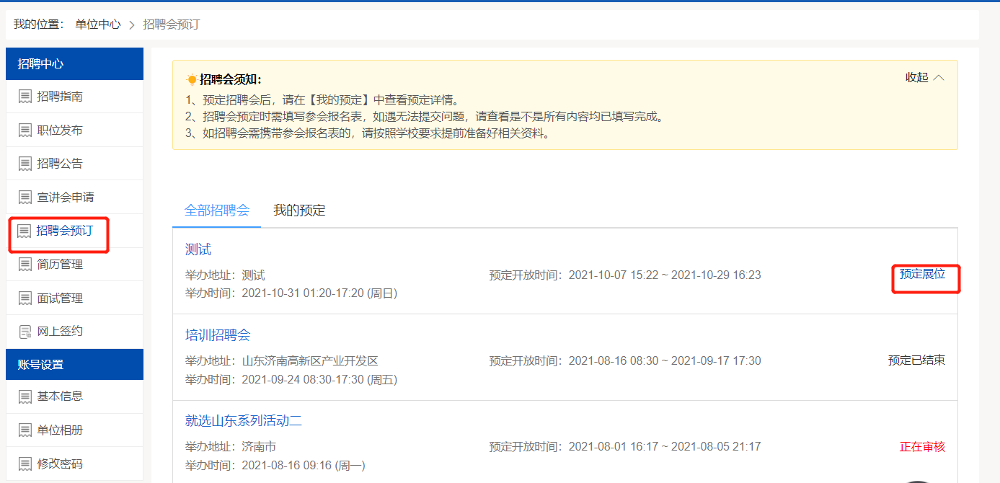 我的位置： 单位中心 > 招聘会预订
招聘中心
招聘指南
职位发布
招聘公告
宣讲会申请
招聘会预订
简历管理
面试管理
网上签约
账号设置
基本信息
单位相册
修改密码
招聘会须知：
收起
1、预定招聘会后，请在【我的预定】中查看预定详情。
2、招聘会预定时需填写参会报名表，如遇无法提交问题，请查看是不是所有内容均已填写完成。
3、如招聘会需携带参会报名表的，请按照学校要求提前准备好相关资料。
全部招聘会 我的预定
测试
举办地址：测试
预定开放时间：2021-10-07 15:22 ~ 2021-10-29 16:23
预定展位
举办时间：2021-10-31 01:20-17:20 (周日)
培训招聘会
举办地址：山东济南高新区产业开发区
预定开放时间：2021-08-16 08:30 ~ 2021-09-17 17:30
预定已结束
举办时间：2021-09-24 08:30-17:30 (周五)
就选山东系列活动二
举办地址：济南市
预定开放时间：2021-08-01 16:17 ~ 2021-08-05 21:17
正在审核
举办时间：2021-08-16 09:16 (周一)